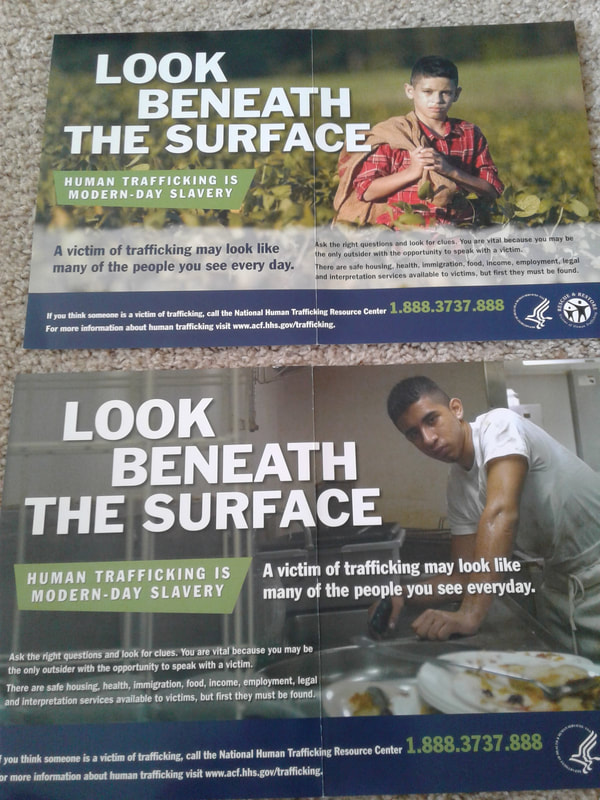 LOOK
BENEATH
THE SURFACE
HUMAN TRAFFICKING IS
MODERN-DAY SLAVERY
A victim of trafficking may look like
many of the people you see every day.
Ask the right questions and look for clues. You are vital because you may be
the only outsider with the opportunity to speak with a victim.
There are safe housing, health, immigration, food, income, employment, legal
and interpretation services available to victims, but first they must be found.
If you think someone is a victim of trafficking, call the National Human Trafficking Resource Center 1.888.3737.888
For more information about human trafficking visit www.acf.hhs.gov/trafficking.
RESCUE & RESTORE
LOOK
BENEATH
THE SURFACE
HUMAN TRAFFICKING IS
MODERN-DAY SLAVERY
A victim of trafficking may look like
many of the people you see everyday.
Ask the right questions and look for clues. You are vital because you may be
the only outsider with the opportunity to speak with a victim.
There are safe housing, health, immigration, food, income, employment, legal
and interpretation services available to victims, but first they must be found.
f you think someone is a victim of trafficking, call the National Human Trafficking Resource Center 1.888.3737.888
or more information about human trafficking visit www.acf.hhs.gov/trafficking.